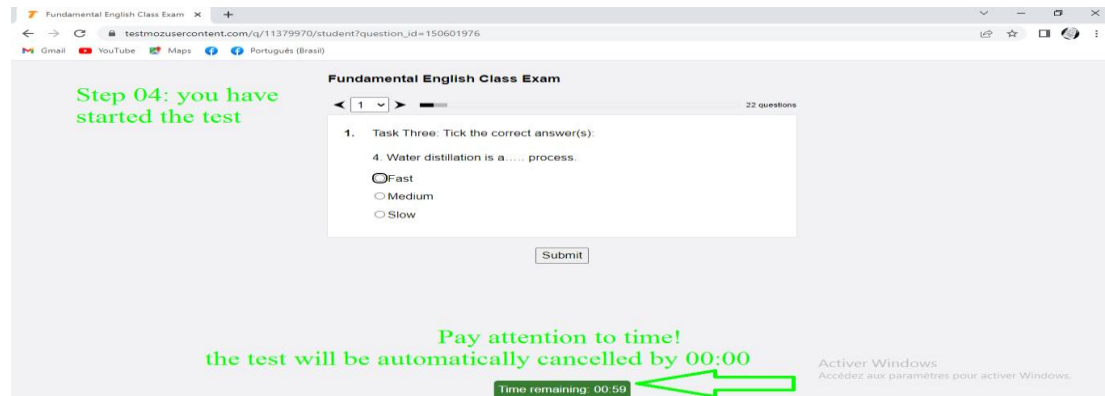 Fundamental English Class Exam
testmozusercontent.com/q/11379970/student?question_id=150601976
Gmail YouTube Maps Português (Brasil)
Fundamental English Class Exam
Step 04: you have
started the test
1
22 questions
1. Task Three: Tick the correct answer(s):
4. Water distillation is a..... process.
Fast
Medium
Slow
Submit
Pay attention to time!
the test will be automatically cancelled by 00:00
Activer Windows
Accédez aux paramètres pour activer Windows.
Time remaining: 00:59